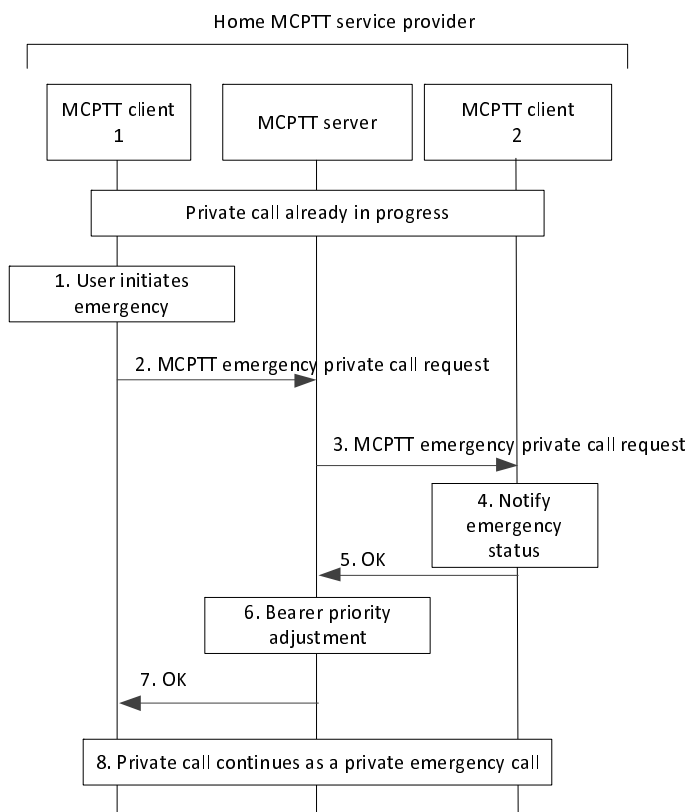 Home MCPTT service provider
MCPTT client
1
MCPTT server
MCPTT client
2
Private call already in progress
1. User initiates
emergency
2. MCPTT emergency private call request
3. MCPTT emergency private call request
4. Notify
emergency
status
5. OK
6. Bearer priority
adjustment
7. OK
8. Private call continues as a private emergency call